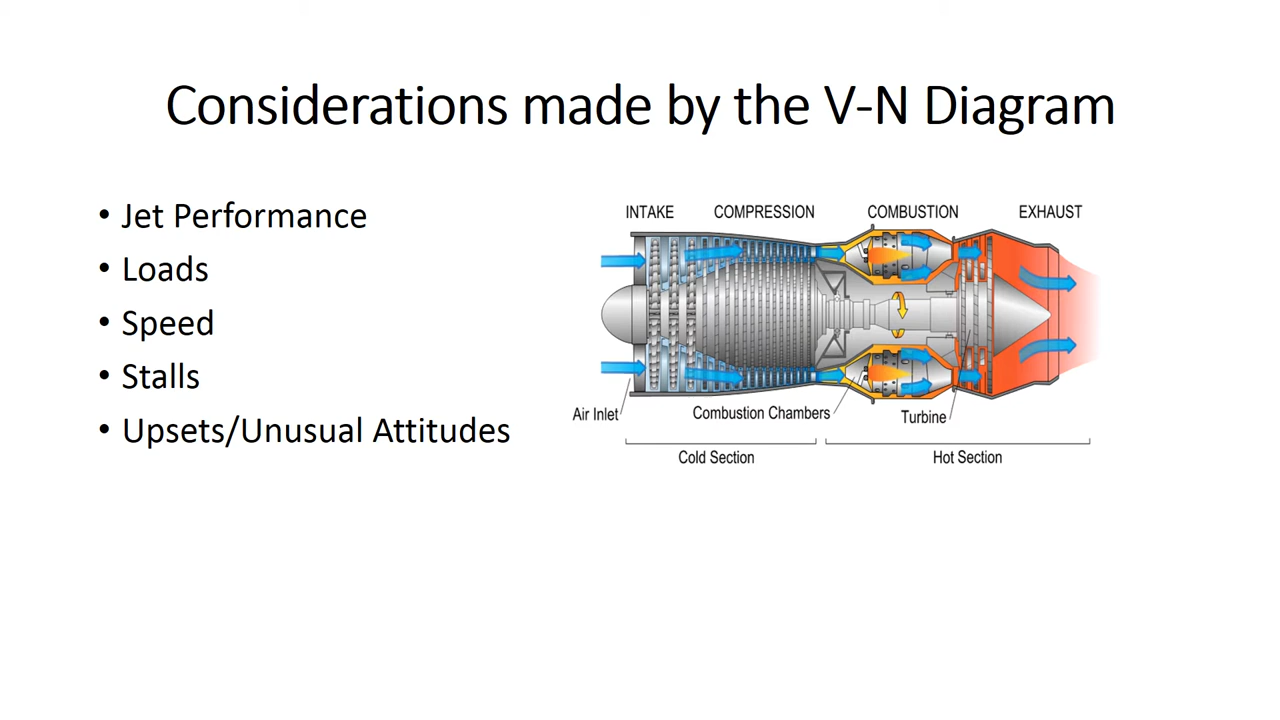 Considerations made by the V-N Diagram
• Jet Performance
• Loads
• Speed
• Stalls
• Upsets/Unusual Attitudes
INTAKE COMPRESSION COMBUSTION EXHAUST
Air Inlet Combustion Chambers Turbine
Cold Section Hot Section